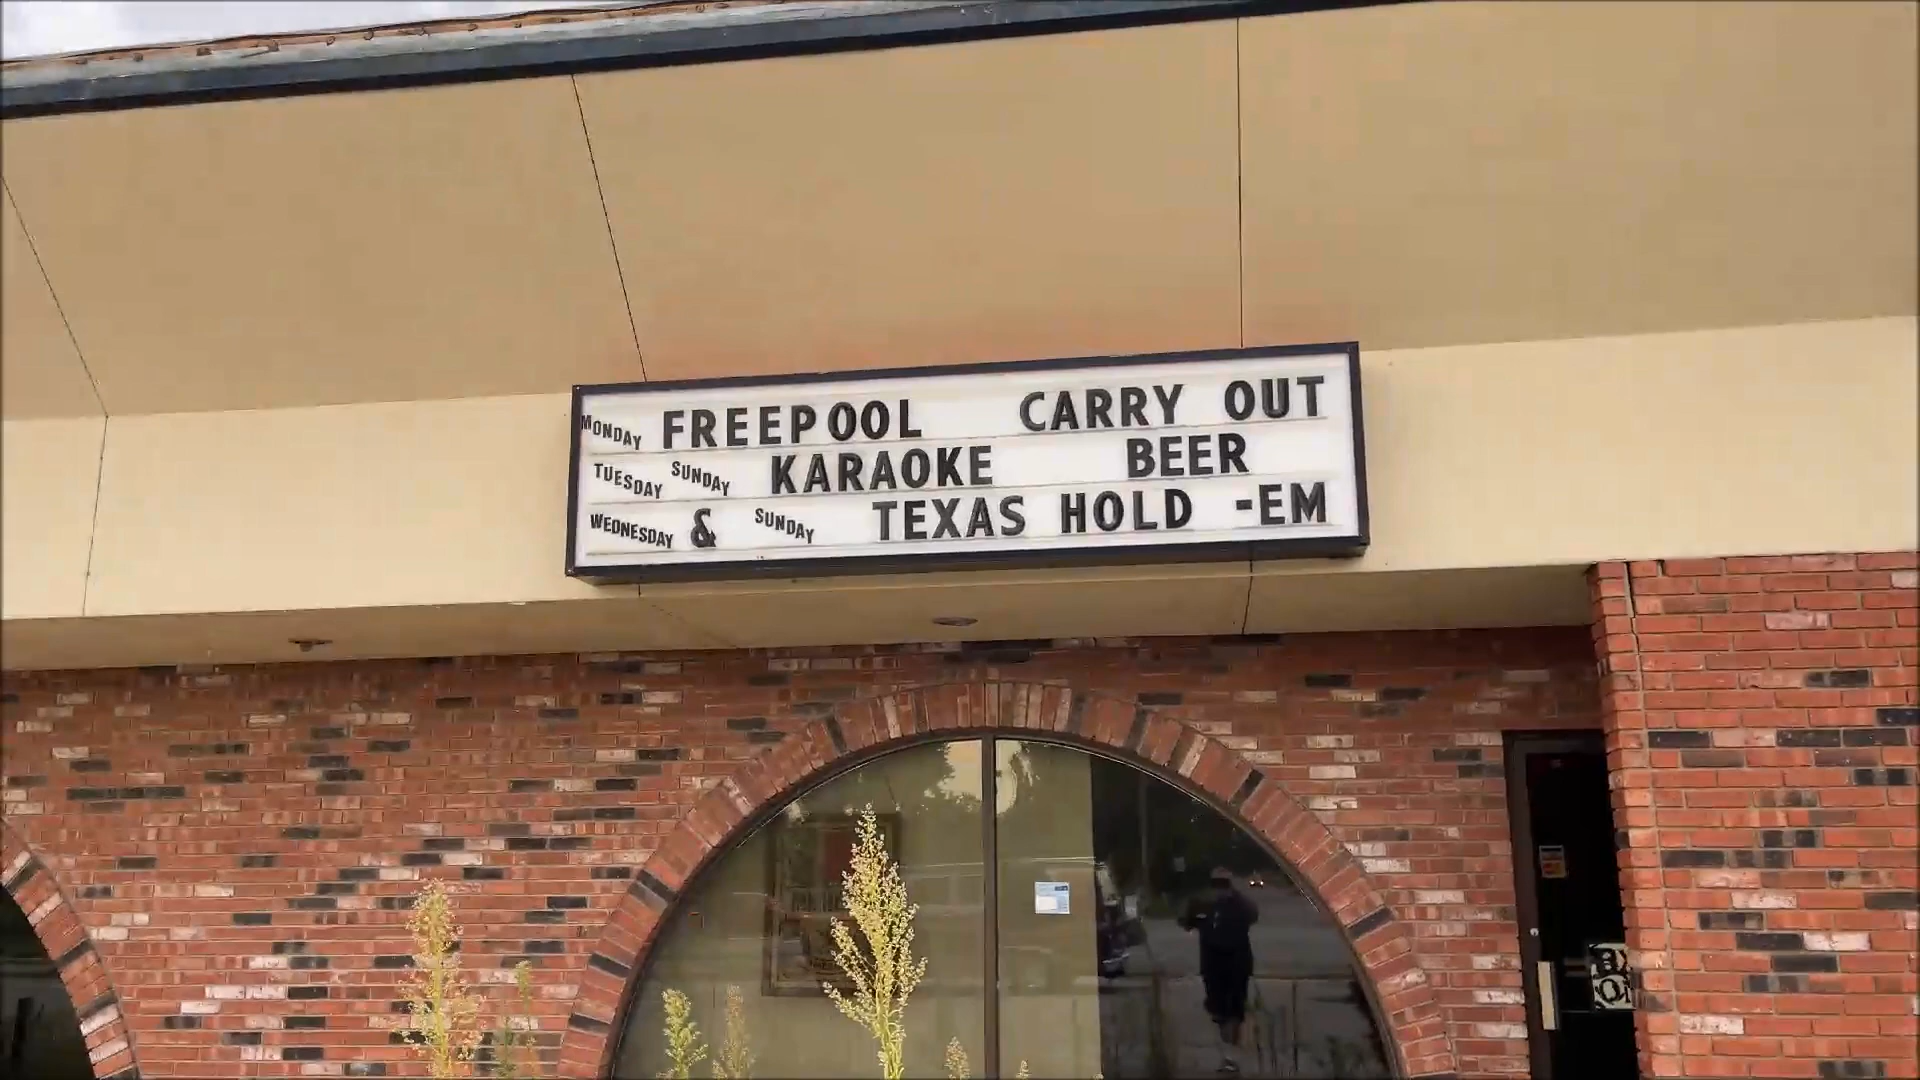 MONDAY FREEPOOL CARRY OUT
TUESDAY SUNDAY KARAOKE BEER
WEDNESDAY & SUNDAY TEXAS HOLD -EM